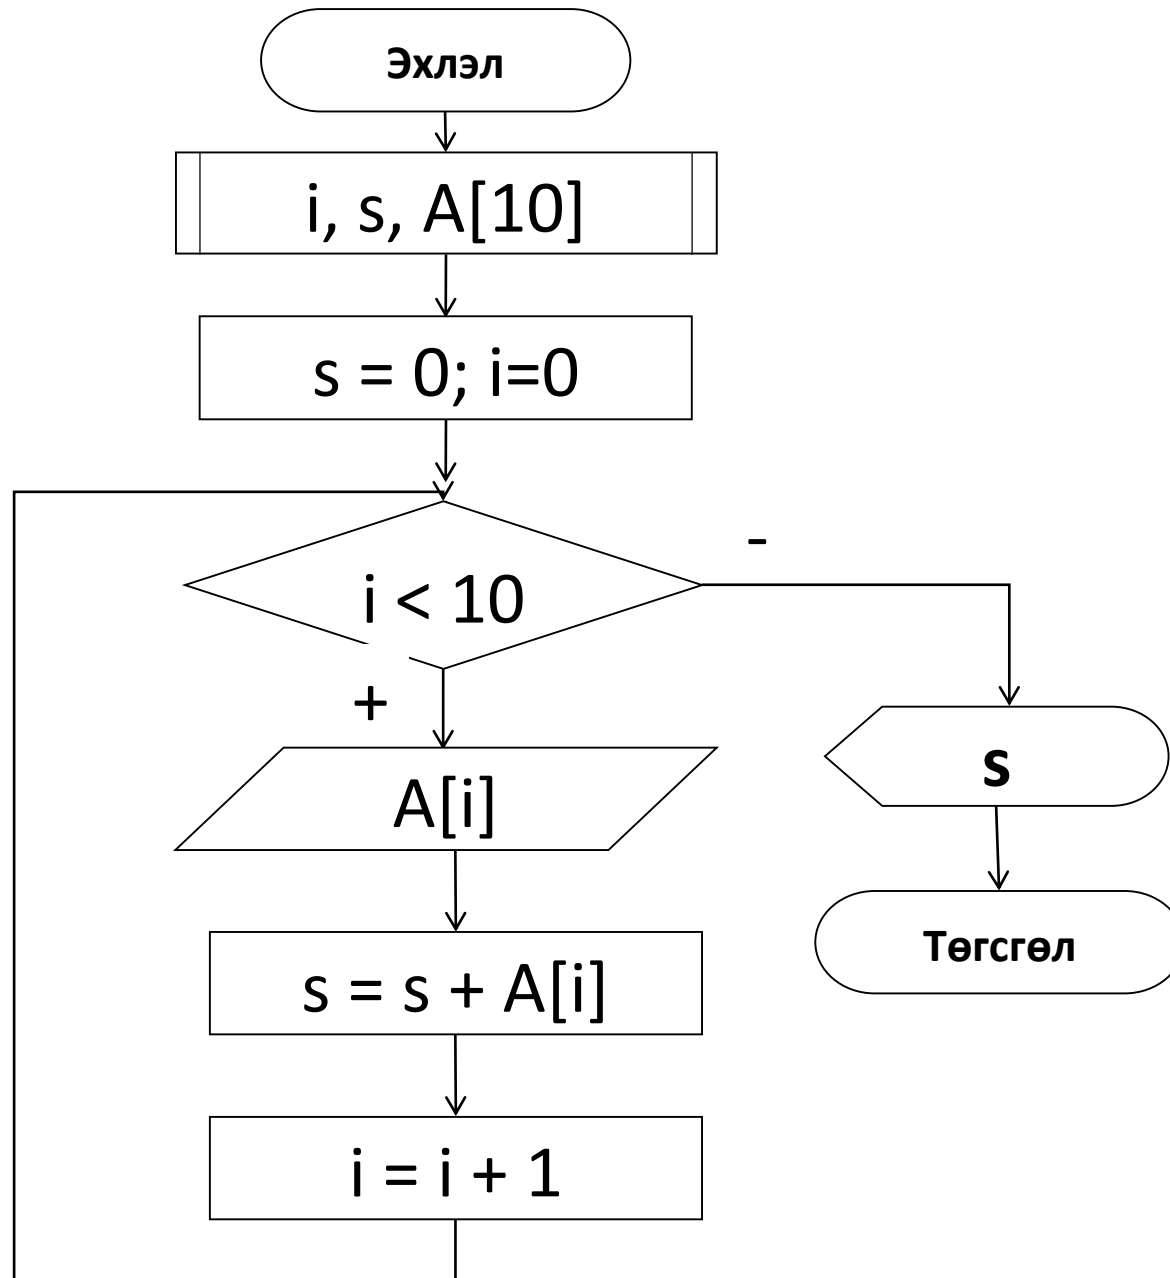 Эхлэл
i, s, A[10]
s = 0; i=0
-
i < 10
+
A[i]
s
s = s + A[i]
Төгсгөл
i = i + 1